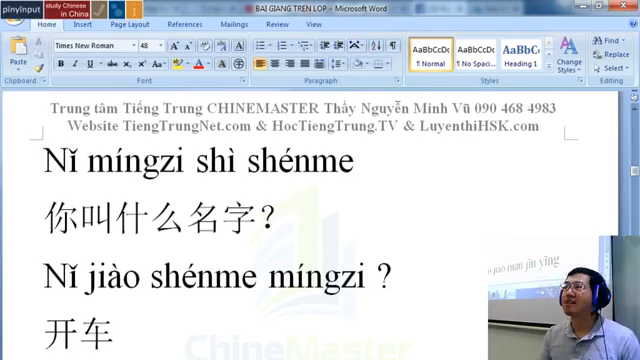 pinyinput
study Chinese
in China
BAI GIANG TREN LOP - Microsoft Word
Home Insert Page Layout References Mailings Review View
Paste
Clipboard
Times New Roman 48
Font
Paragraph
AaBbCcDc AaBbCcDc AaBbCc
¶ Normal ¶ No Spaci... Heading 1
Change
Styles
Styles
Find
Replace
Select
Editing
Trung tâm Tiếng Trung CHINEMASTER Thầy Nguyễn Minh Vũ 090 468 4983
Website TiengTrungNet.com & HocTiengTrung.TV & LuyenthiHSK.com
Nǐ míngzi shì shénme
你叫什么名字？
Nǐ jiào shénme míngzi ?
开车
ChineMaster